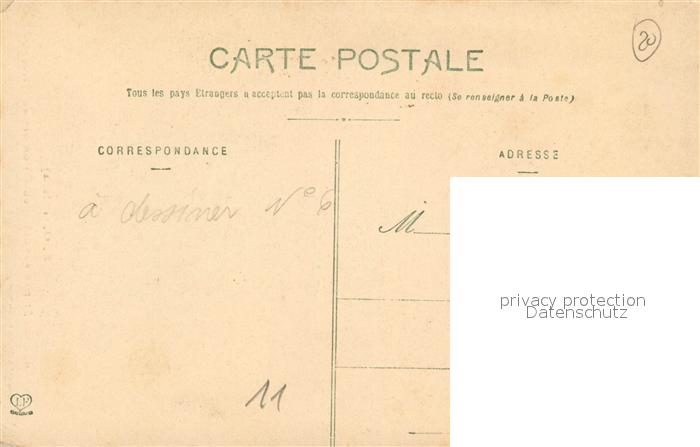 20
CARTE POSTALE
Tous les pays Etrangers n'acceptent pas la correspondance au recto (Se renseigner à la Poste)
CORRESPONDANCE
ADRESSE
à dessiner N° 6
M
privacy protection
Datenschutz
11